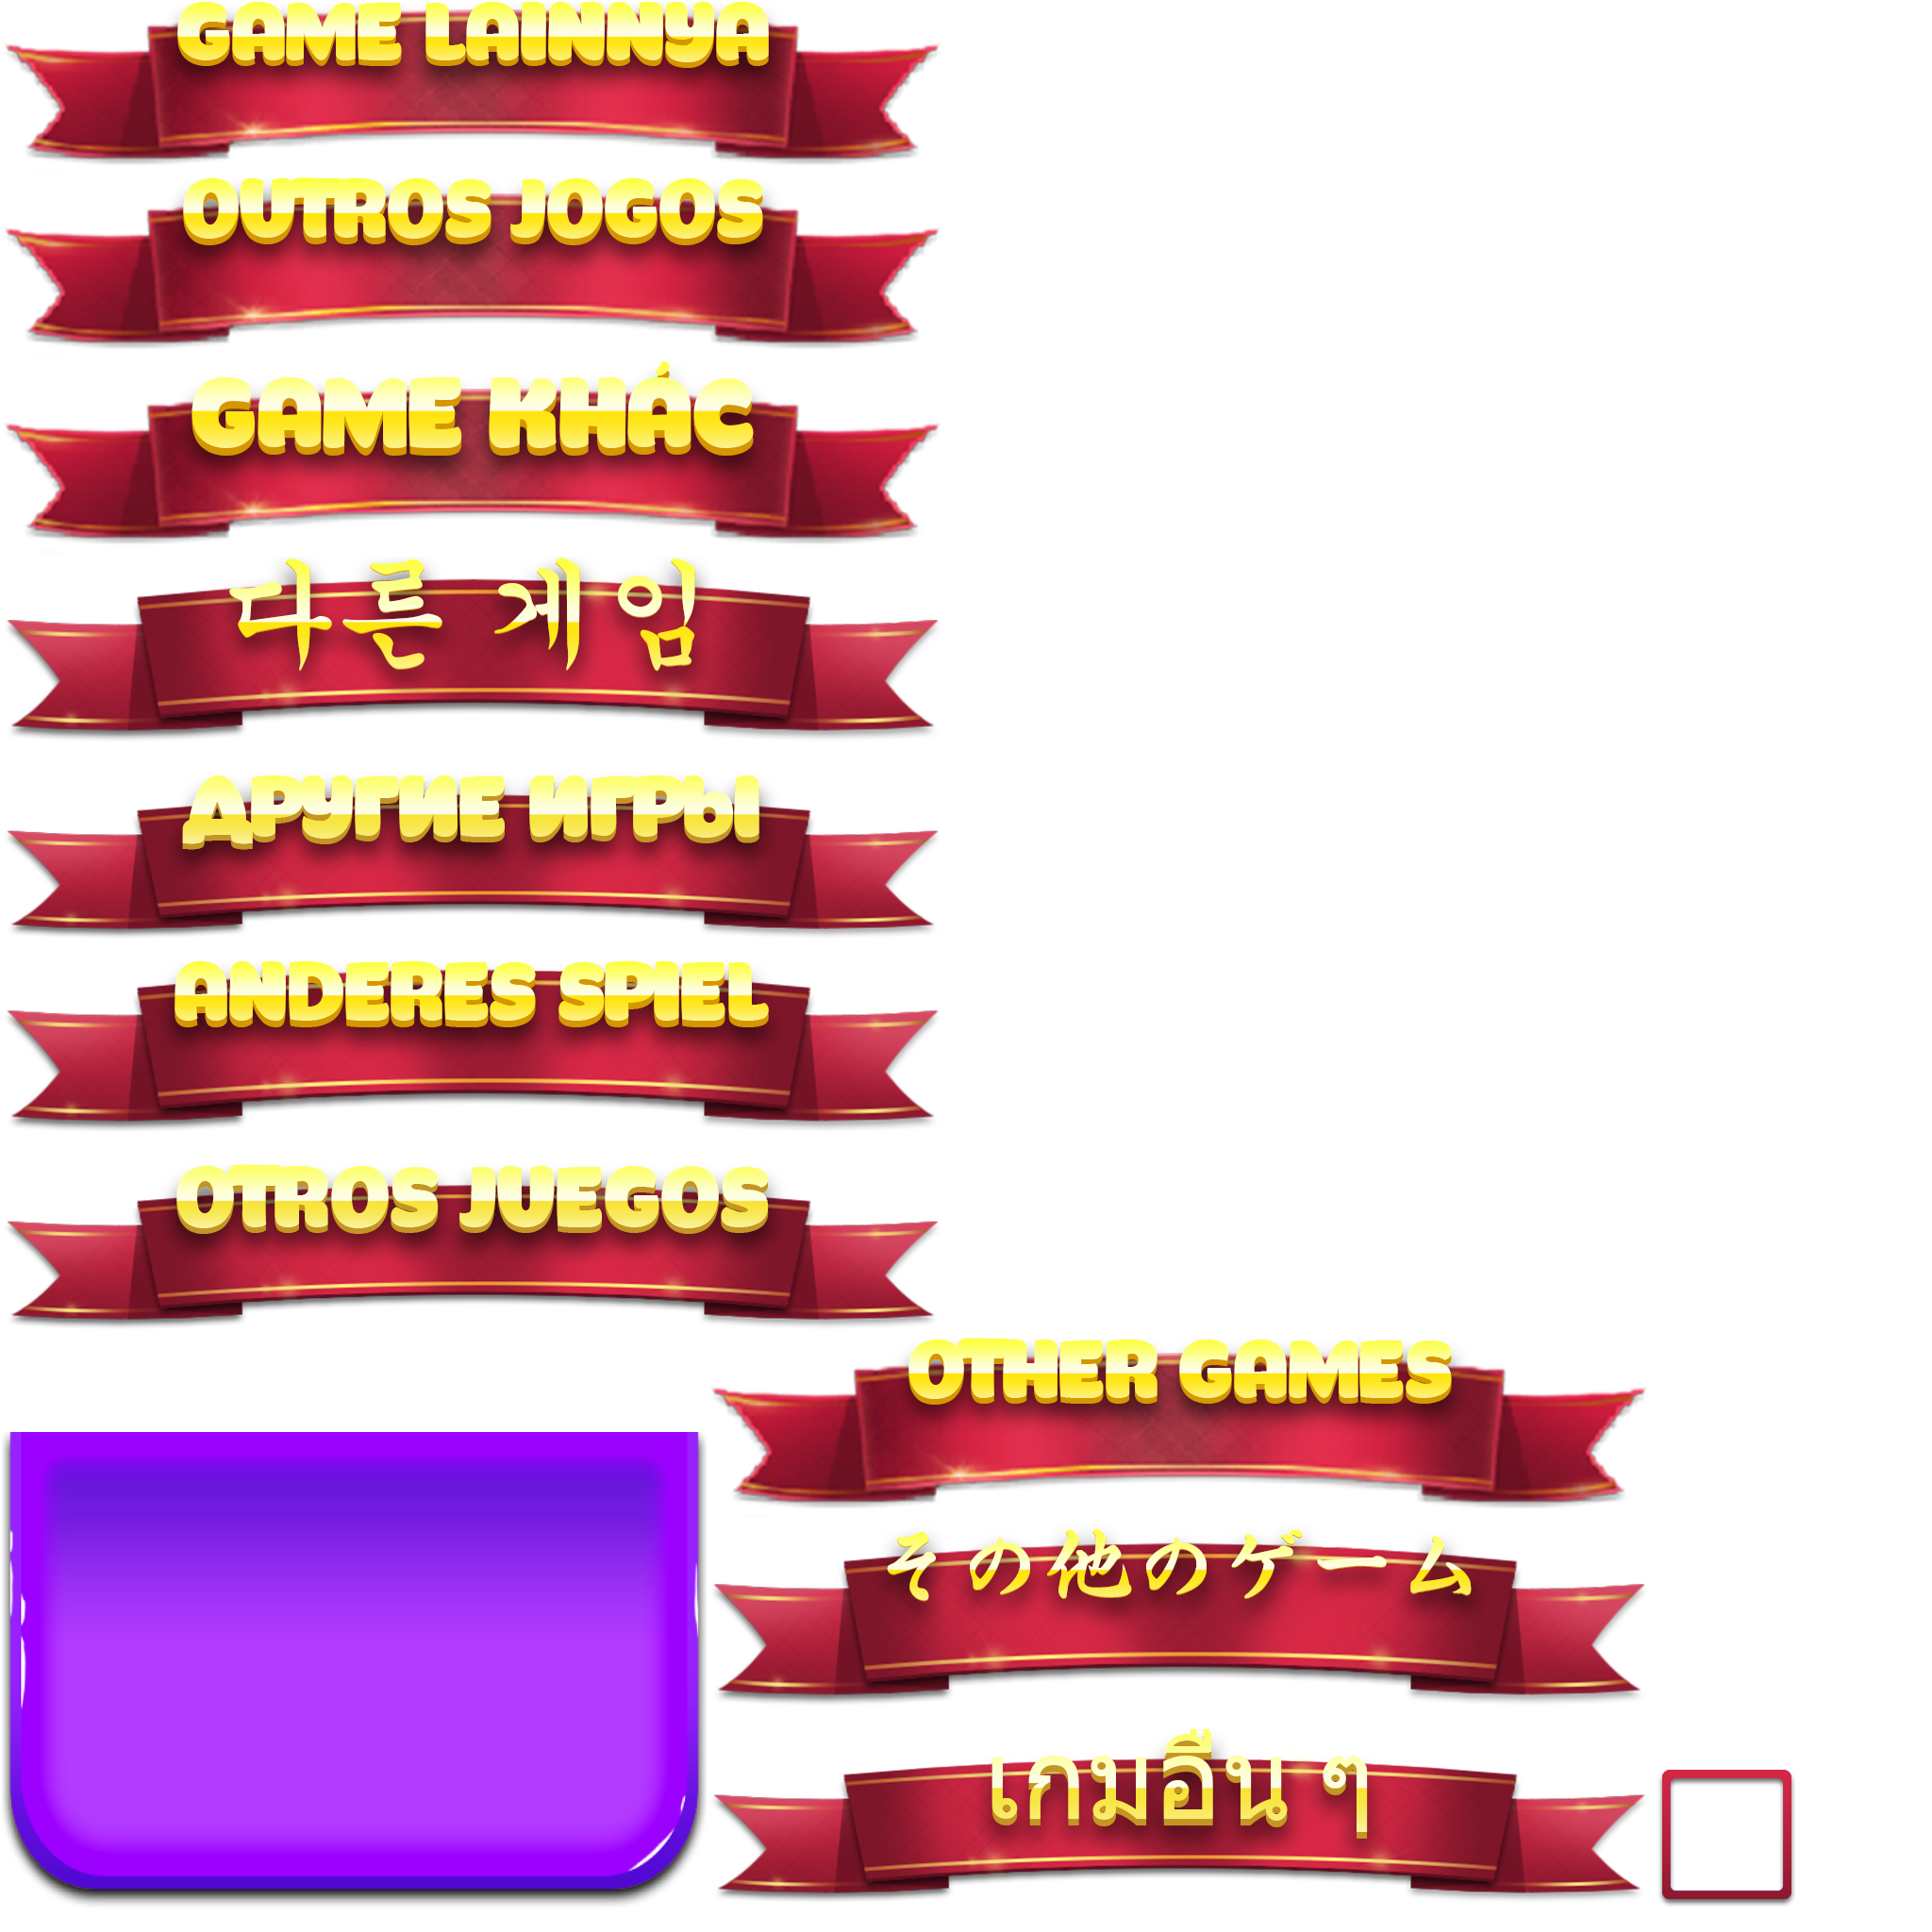 GAME LAINNYA
OUTROS JOGOS
GAME KHÁC
다른 게임
Другие игры
ANDERES SPIEL
OTROS JUEGOS
OTHER GAMES
その他のゲーム
เกมอื่น ๆ